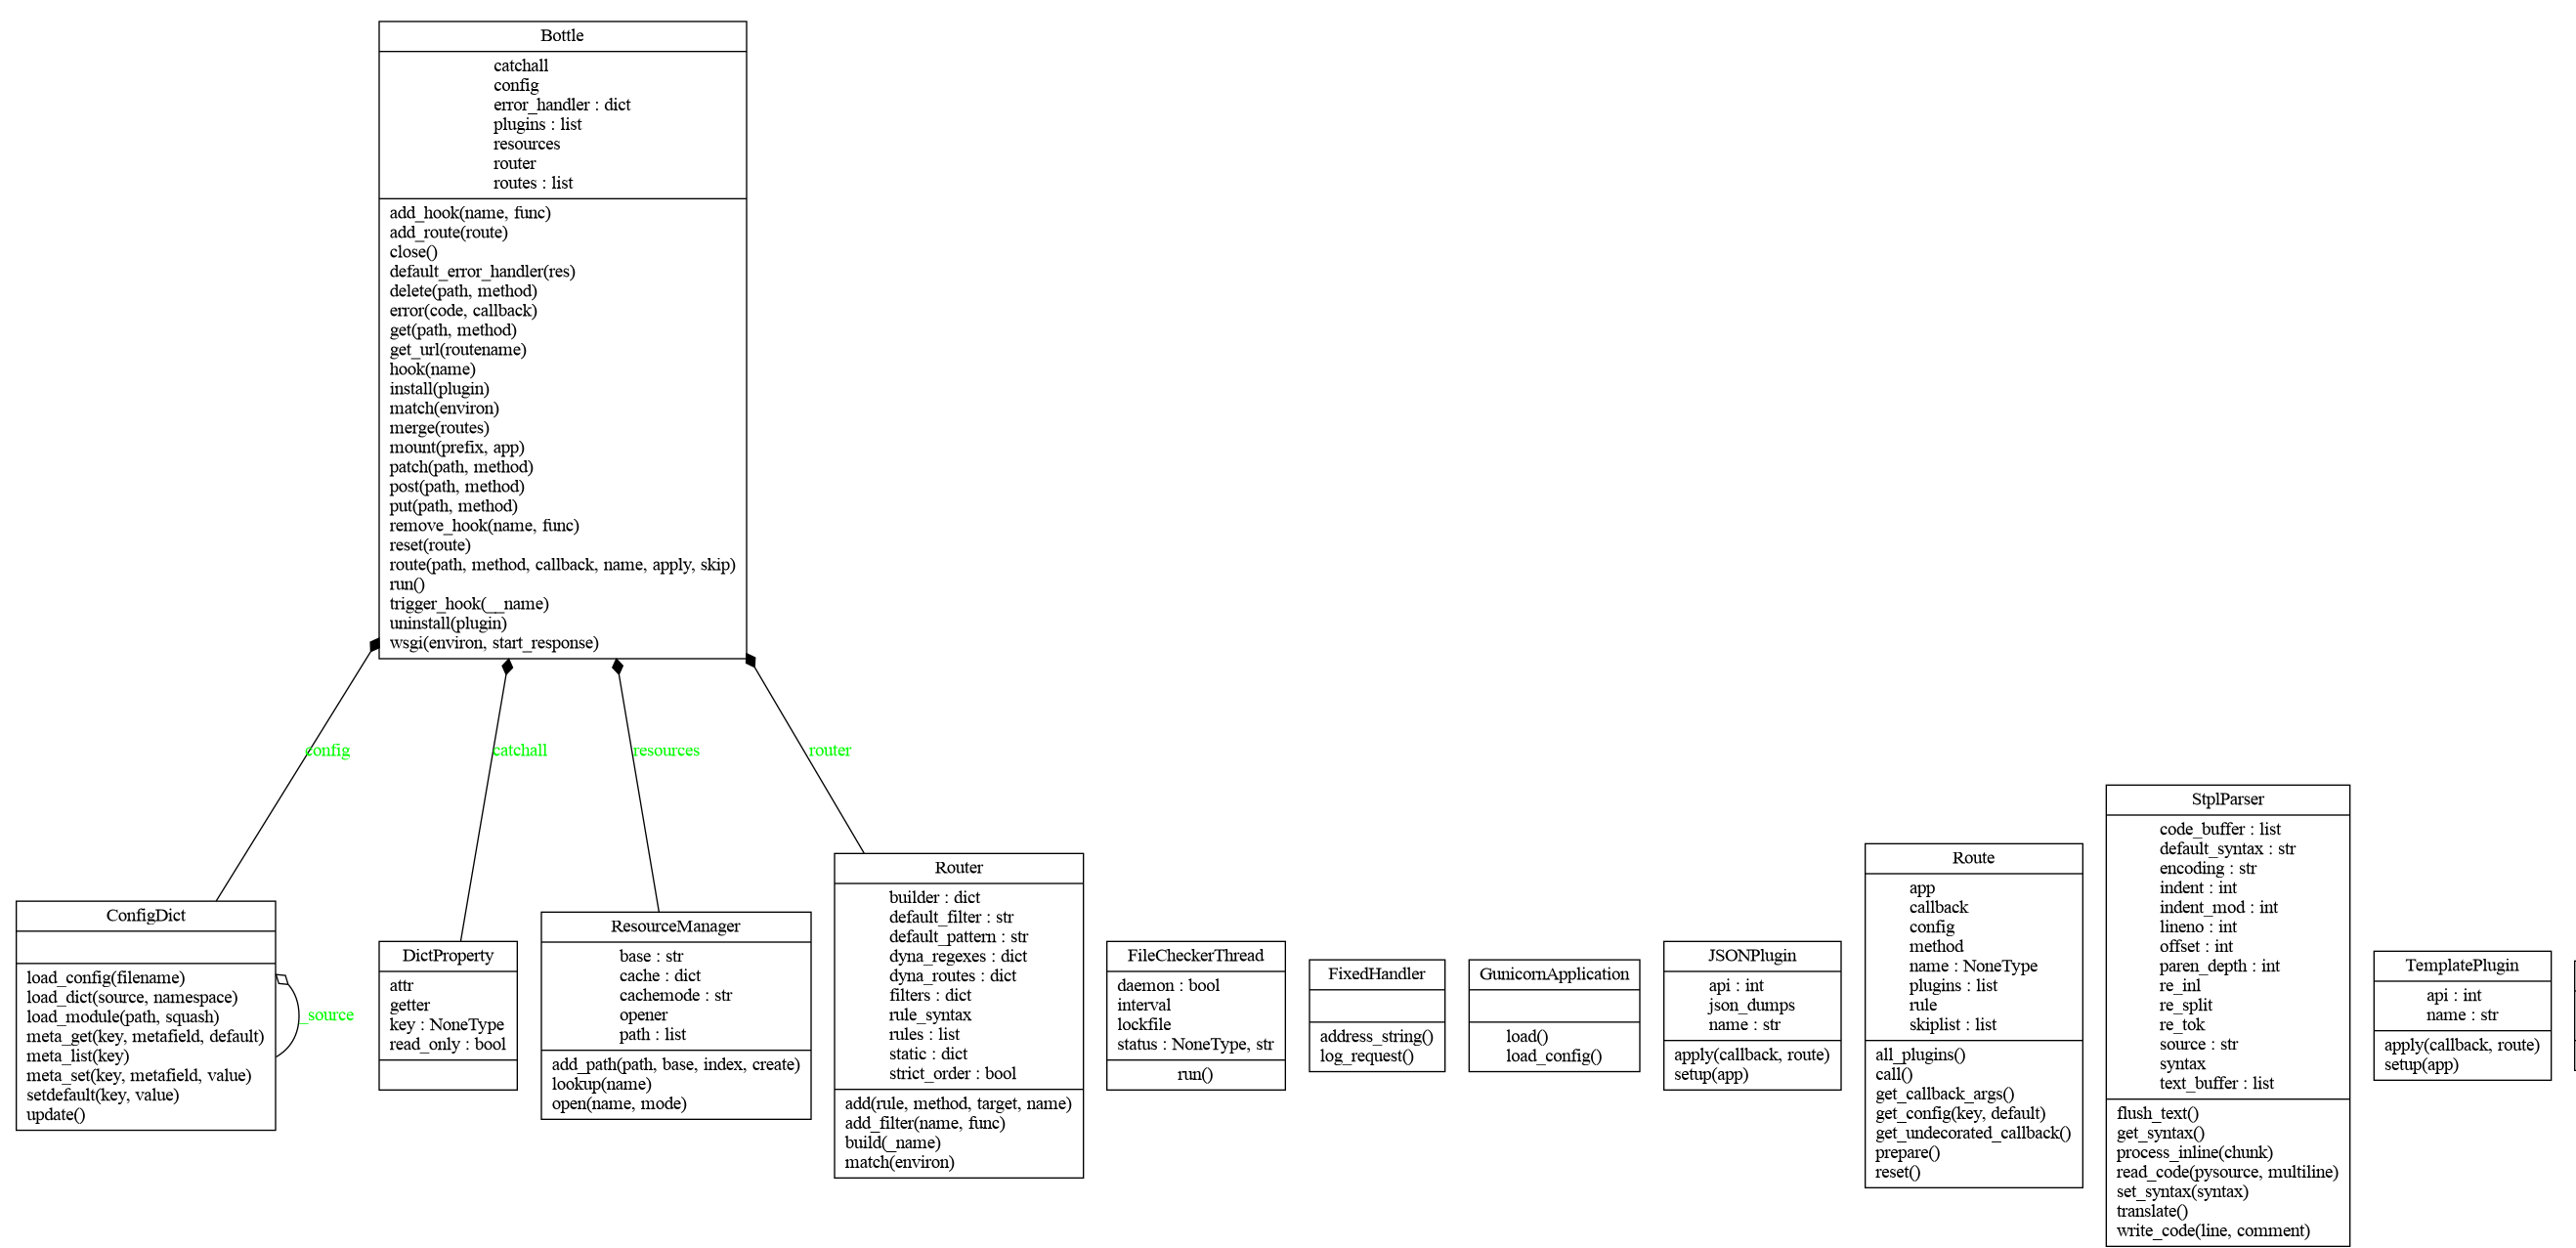 Bottle
catchall
config
error_handler : dict
plugins : list
resources
router
routes : list
add_hook(name, func)
add_route(route)
close()
default_error_handler(res)
delete(path, method)
error(code, callback)
get(path, method)
get_url(routename)
hook(name)
install(plugin)
match(environ)
merge(routes)
mount(prefix, app)
patch(path, method)
post(path, method)
put(path, method)
remove_hook(name, func)
reset(route)
route(path, method, callback, name, apply, skip)
run()
trigger_hook(__name)
uninstall(plugin)
wsgi(environ, start_response)
config
catchall
resources
router
ConfigDict
load_config(filename)
load_dict(source, namespace)
load_module(path, squash)
meta_get(key, metafield, default)
meta_list(key)
meta_set(key, metafield, value)
setdefault(key, value)
update()
_source
DictProperty
attr
getter
key : NoneType
read_only : bool
ResourceManager
base : str
cache : dict
cachemode : str
opener
path : list
add_path(path, base, index, create)
lookup(name)
open(name, mode)
Router
builder : dict
default_filter : str
default_pattern : str
dyna_regexes : dict
dyna_routes : dict
filters : dict
rule_syntax
rules : list
static : dict
strict_order : bool
add(rule, method, target, name)
add_filter(name, func)
build(_name)
match(environ)
FileCheckerThread
daemon : bool
interval
lockfile
status : NoneType, str
run()
FixedHandler
address_string()
log_request()
GunicornApplication
load()
load_config()
JSONPlugin
api : int
json_dumps
name : str
apply(callback, route)
setup(app)
Route
app
callback
config
method
name : NoneType
plugins : list
rule
skiplist : list
all_plugins()
call()
get_callback_args()
get_config(key, default)
get_undecorated_callback()
prepare()
reset()
StplParser
code_buffer : list
default_syntax : str
encoding : str
indent : int
indent_mod : int
lineno : int
offset : int
paren_depth : int
re_inl
re_split
re_tok
source : str
syntax
text_buffer : list
flush_text()
get_syntax()
process_inline(chunk)
read_code(pysource, multiline)
set_syntax(syntax)
translate()
write_code(line, comment)
TemplatePlugin
api : int
name : str
apply(callback, route)
setup(app)